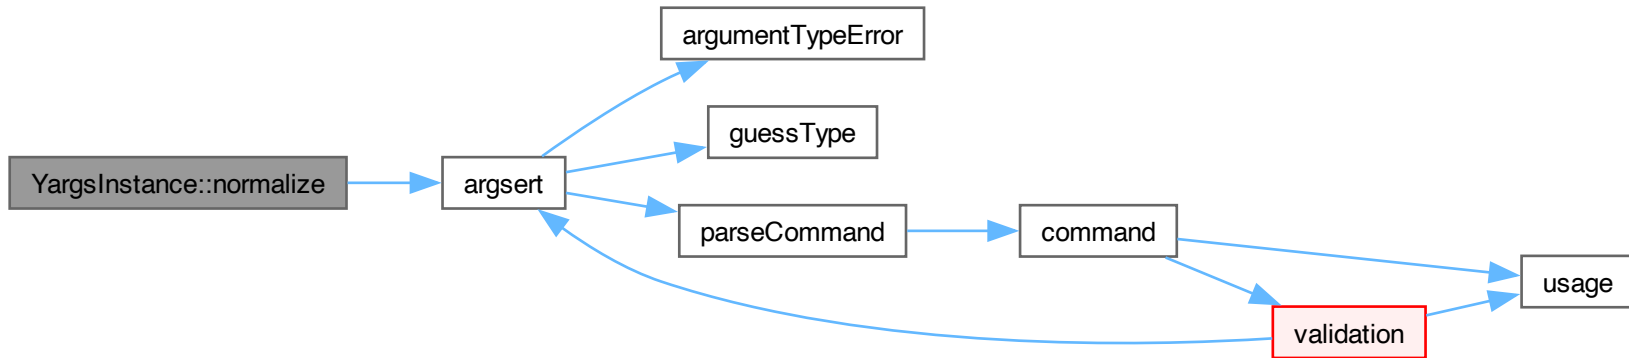 argumentTypeError
guessType
YargsInstance::normalize
argsert
parseCommand
command
usage
validation